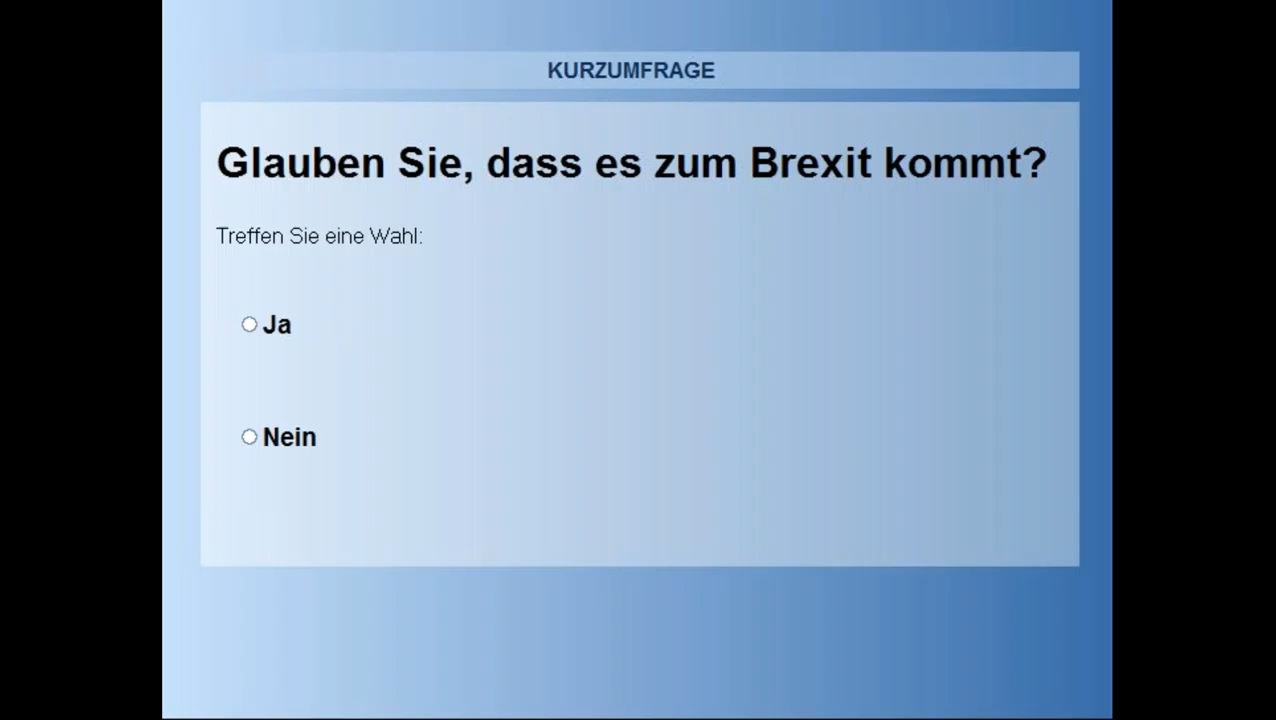 KURZUMFRAGE
Glauben Sie, dass es zum Brexit kommt?
Treffen Sie eine Wahl:
Ja
Nein